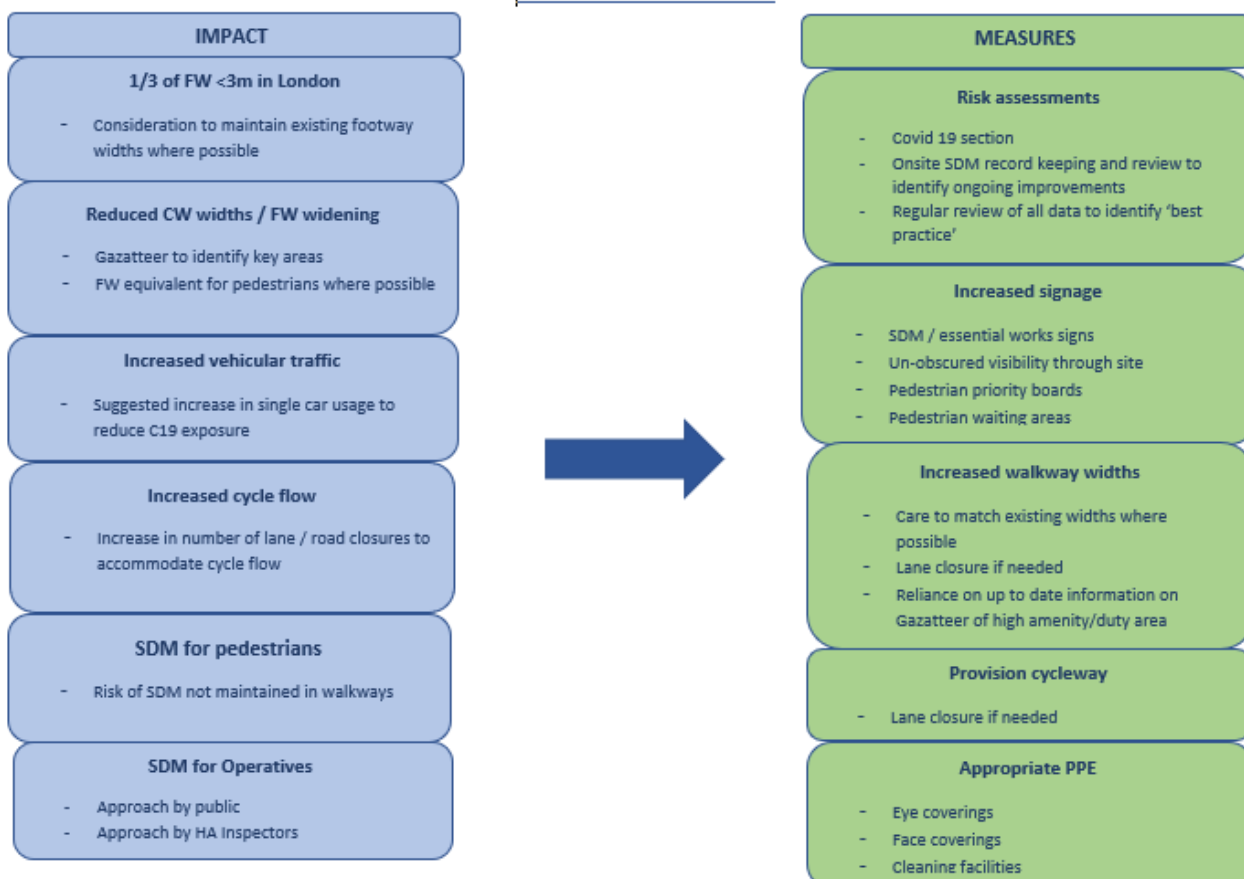 IMPACT
1/3 of FW <3m in London
- Consideration to maintain existing footway
widths where possible
Reduced CW widths / FW widening
- Gazatteer to identify key areas
- FW equivalent for pedestrians where possible
Increased vehicular traffic
- Suggested increase in single car usage to
reduce C19 exposure
Increased cycle flow
- Increase in number of lane / road closures to
accommodate cycle flow
SDM for pedestrians
- Risk of SDM not maintained in walkways
SDM for Operatives
- Approach by public
- Approach by HA Inspectors
MEASURES
Risk assessments
- Covid 19 section
- Onsite SDM record keeping and review to
identify ongoing improvements
- Regular review of all data to identify ‘best
practice’
Increased signage
- SDM / essential works signs
- Un-obscured visibility through site
- Pedestrian priority boards
- Pedestrian waiting areas
Increased walkway widths
- Care to match existing widths where
possible
- Lane closure if needed
- Reliance on up to date information on
Gazatteer of high amenity/duty area
Provision cycleway
- Lane closure if needed
Appropriate PPE
- Eye coverings
- Face coverings
- Cleaning facilities